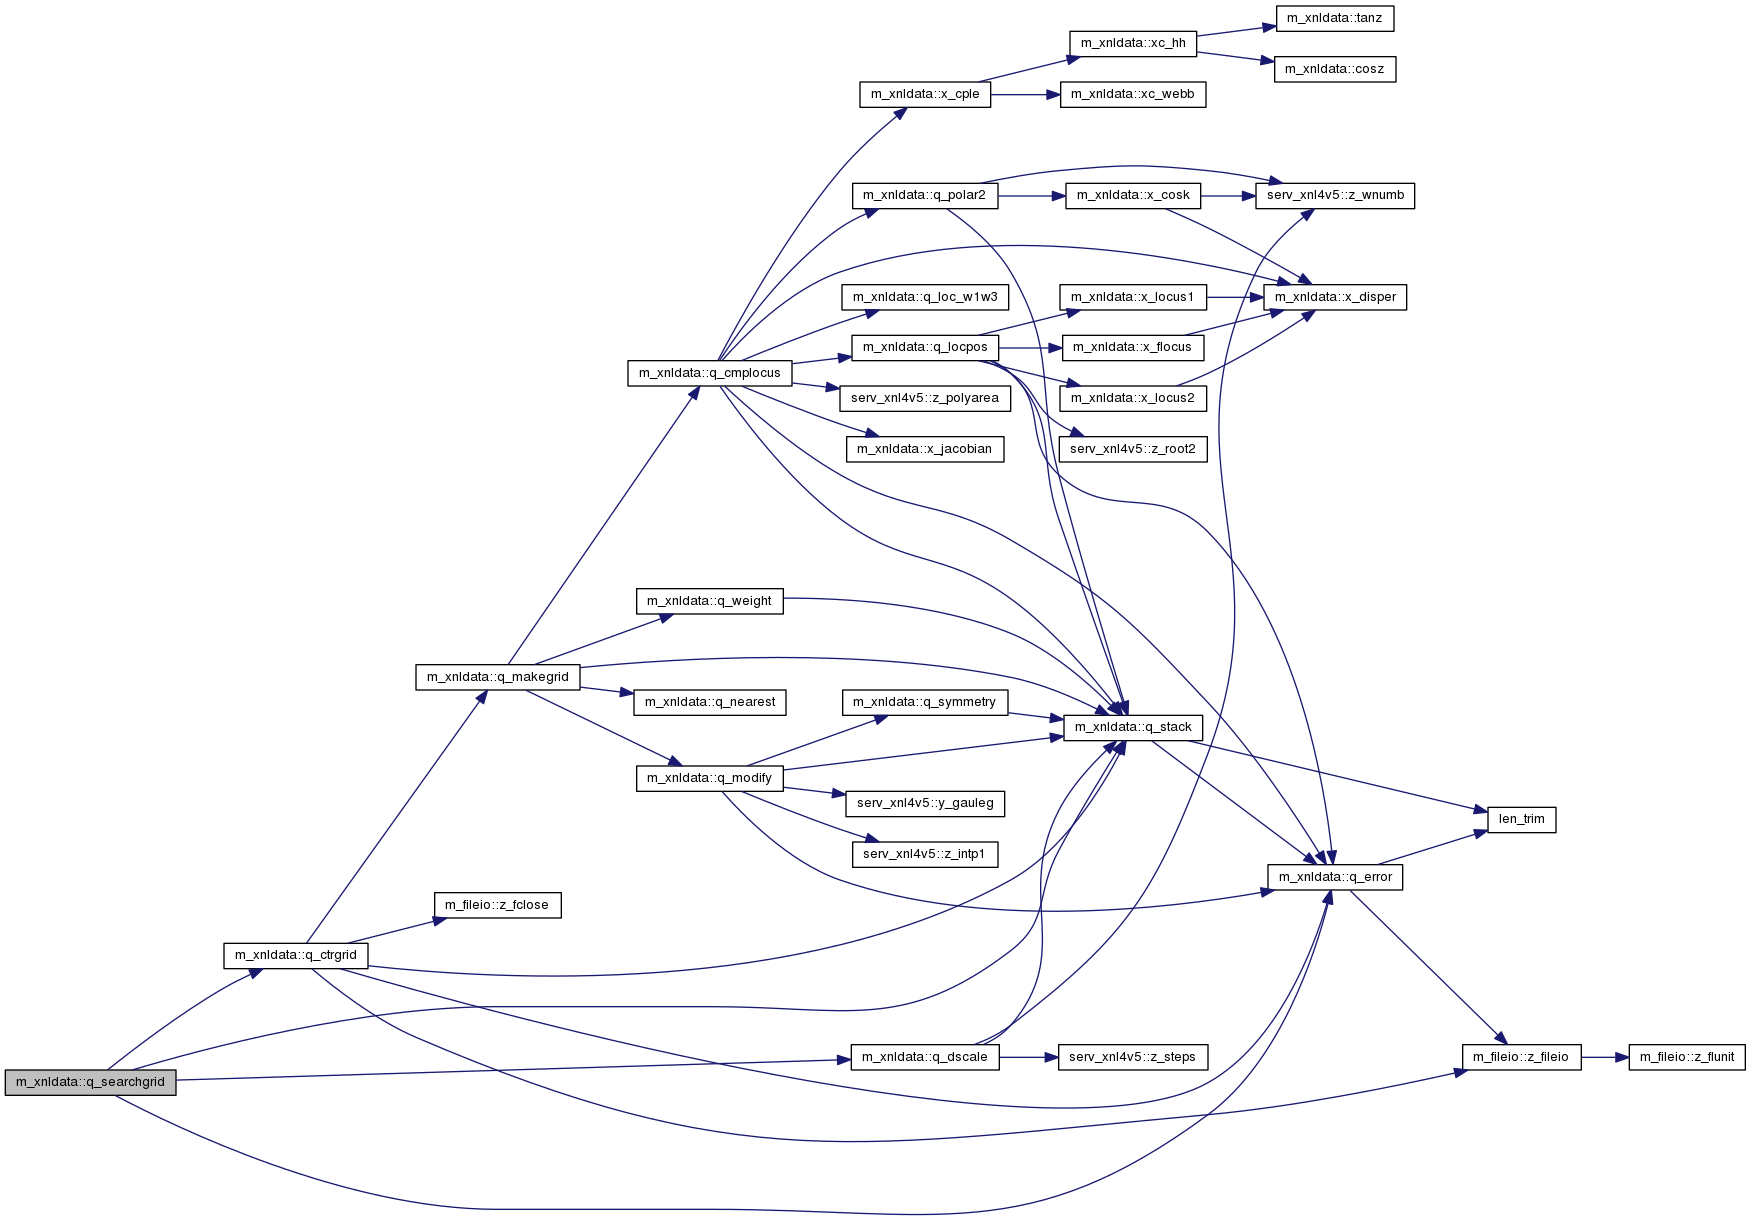 m_xnldata::tanz
m_xnldata::xc_hh
m_xnldata::cosz
m_xnldata::x_cple
m_xnldata::xc_webb
m_xnldata::q_polar2
m_xnldata::x_cosk
serv_xnl4v5::z_wnumb
m_xnldata::q_loc_w1w3
m_xnldata::x_locus1
m_xnldata::x_disper
m_xnldata::q_locpos
m_xnldata::x_flocus
m_xnldata::q_cmplocus
serv_xnl4v5::z_polyarea
m_xnldata::x_locus2
m_xnldata::x_jacobian
serv_xnl4v5::z_root2
m_xnldata::q_weight
m_xnldata::q_makegrid
m_xnldata::q_nearest
m_xnldata::q_symmetry
m_xnldata::q_stack
m_xnldata::q_modify
serv_xnl4v5::y_gauleg
len_trim
serv_xnl4v5::z_intp1
m_xnldata::q_error
m_fileio::z_fclose
m_xnldata::q_ctrgrid
m_xnldata::q_dscale
serv_xnl4v5::z_steps
m_fileio::z_fileio
m_fileio::z_flunit
m_xnldata::q_searchgrid